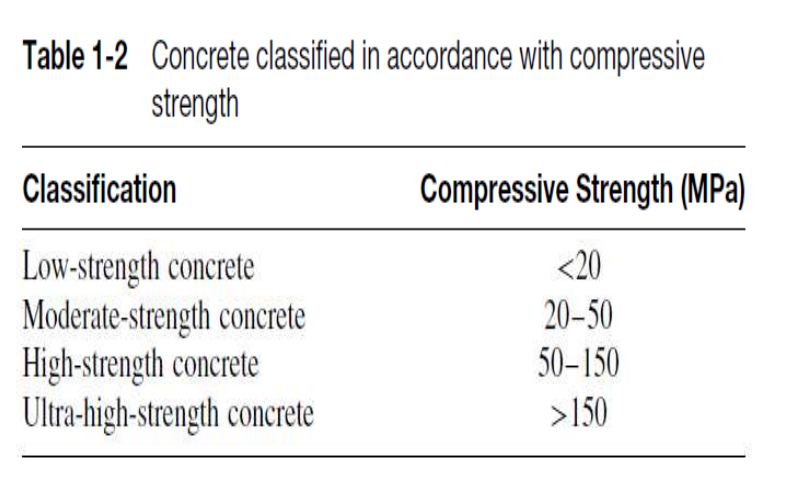 Table 1-2 Concrete classified in accordance with compressive
strength
Classification Compressive Strength (MPa)
Low-strength concrete <20
Moderate-strength concrete 20–50
High-strength concrete 50–150
Ultra-high-strength concrete >150